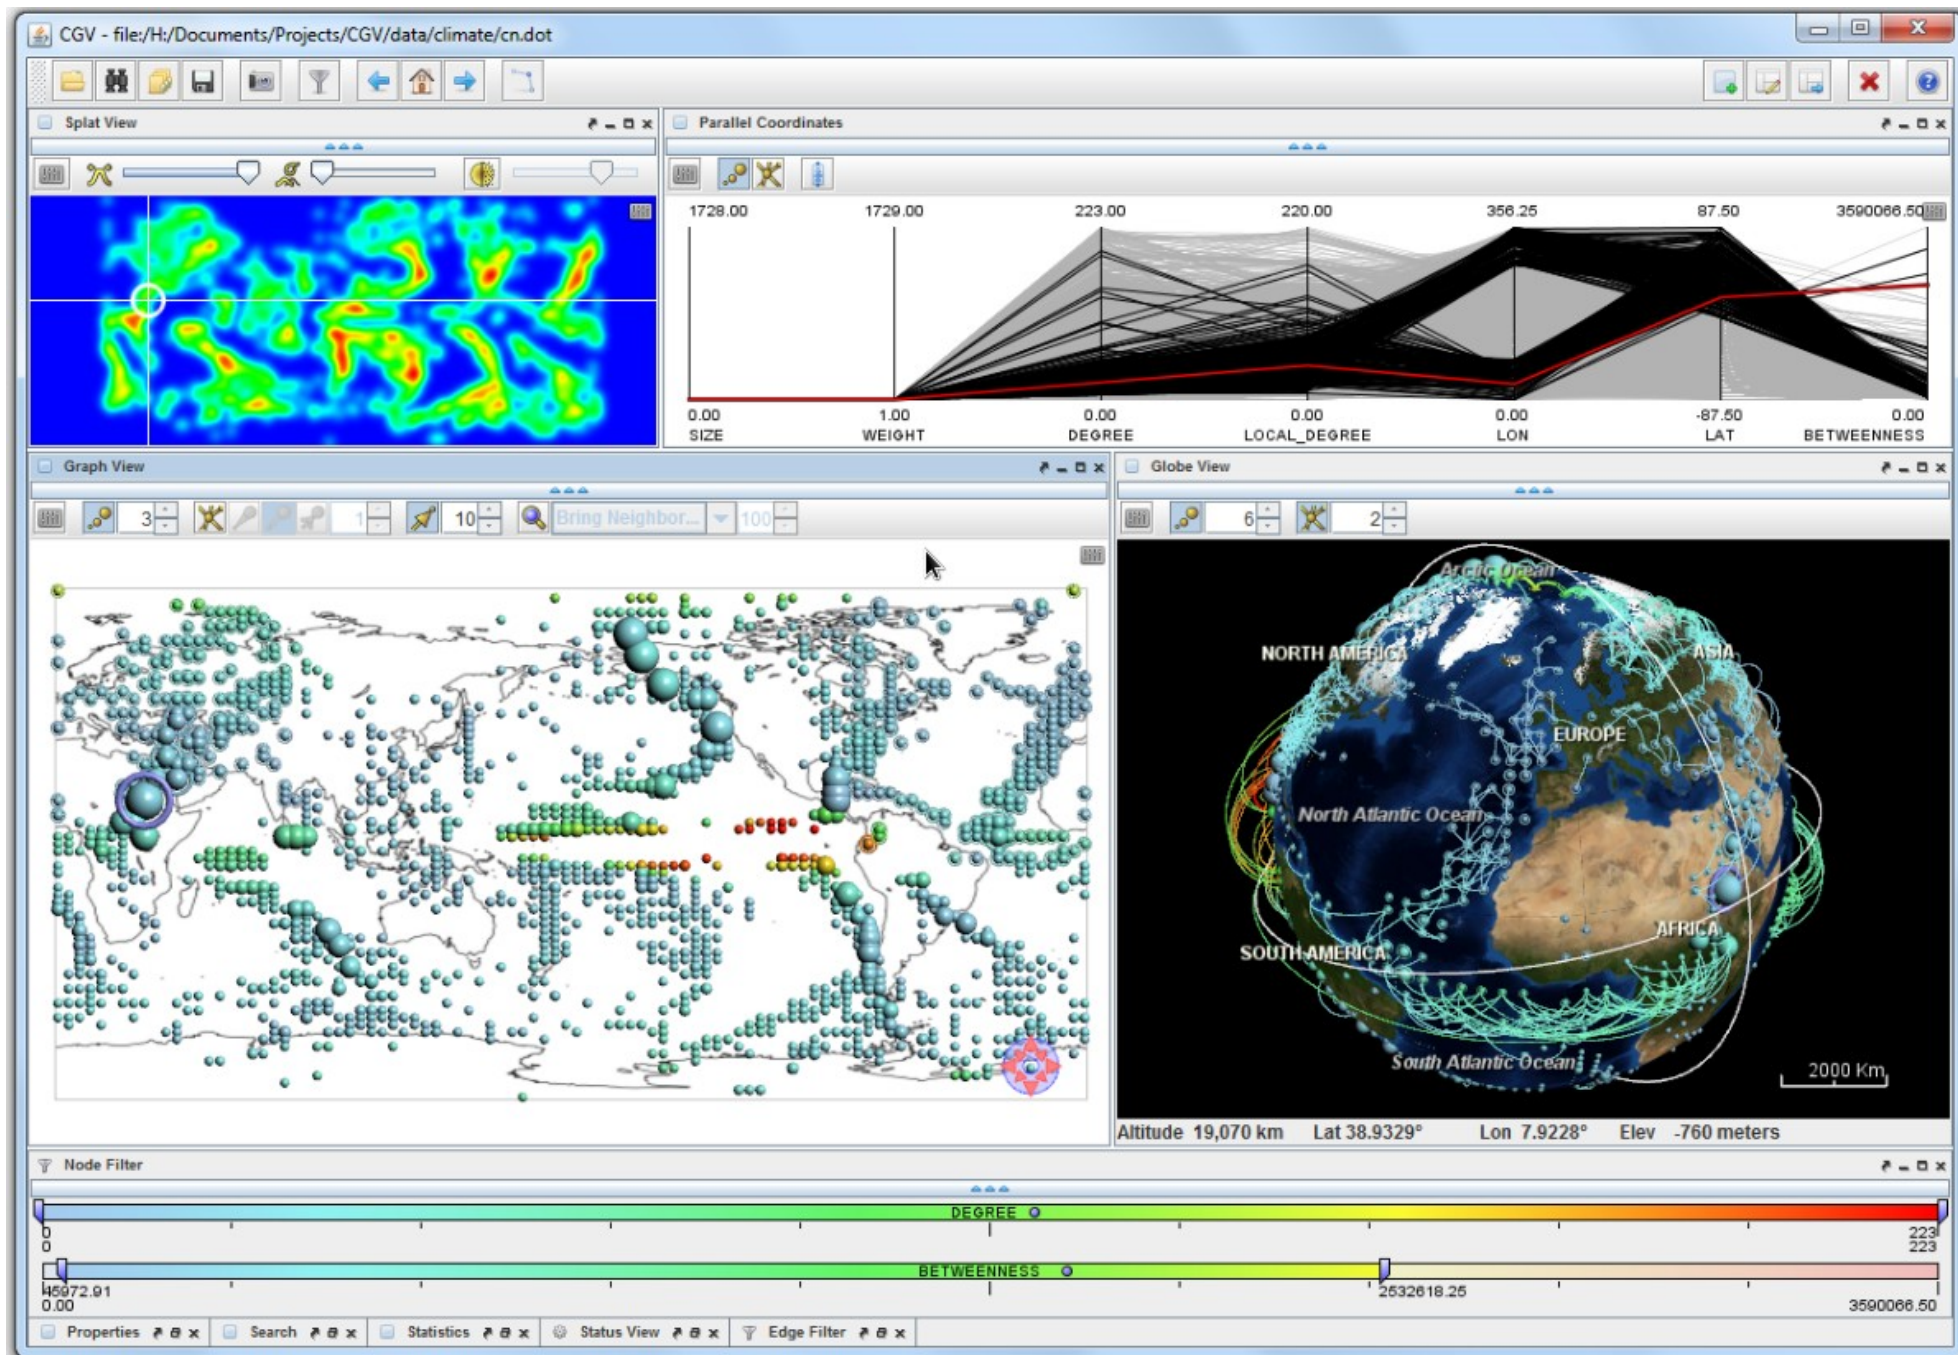 CGV - file:/H:/Documents/Projects/CGV/data/climate/cn.dot
Splat View
Parallel Coordinates
1728.00 1729.00 223.00 220.00 356.25 87.50 3590066.50
0.00 1.00 0.00 0.00 0.00 -87.50 0.00
SIZE WEIGHT DEGREE LOCAL_DEGREE LON LAT BETWEENNESS
Graph View
3 1 10 Bring Neighbor... 100
Globe View
6 2
Arctic Ocean
NORTH AMERICA
ASIA
EUROPE
North Atlantic Ocean
AFRICA
SOUTH AMERICA
South Atlantic Ocean
2000 Km
Altitude 19,070 km Lat 38.9329° Lon 7.9228° Elev -760 meters
Node Filter
DEGREE
0 223
0 223
BETWEENNESS
45972.91 2532618.25
0.00 3590066.50
Properties Search Statistics Status View Edge Filter